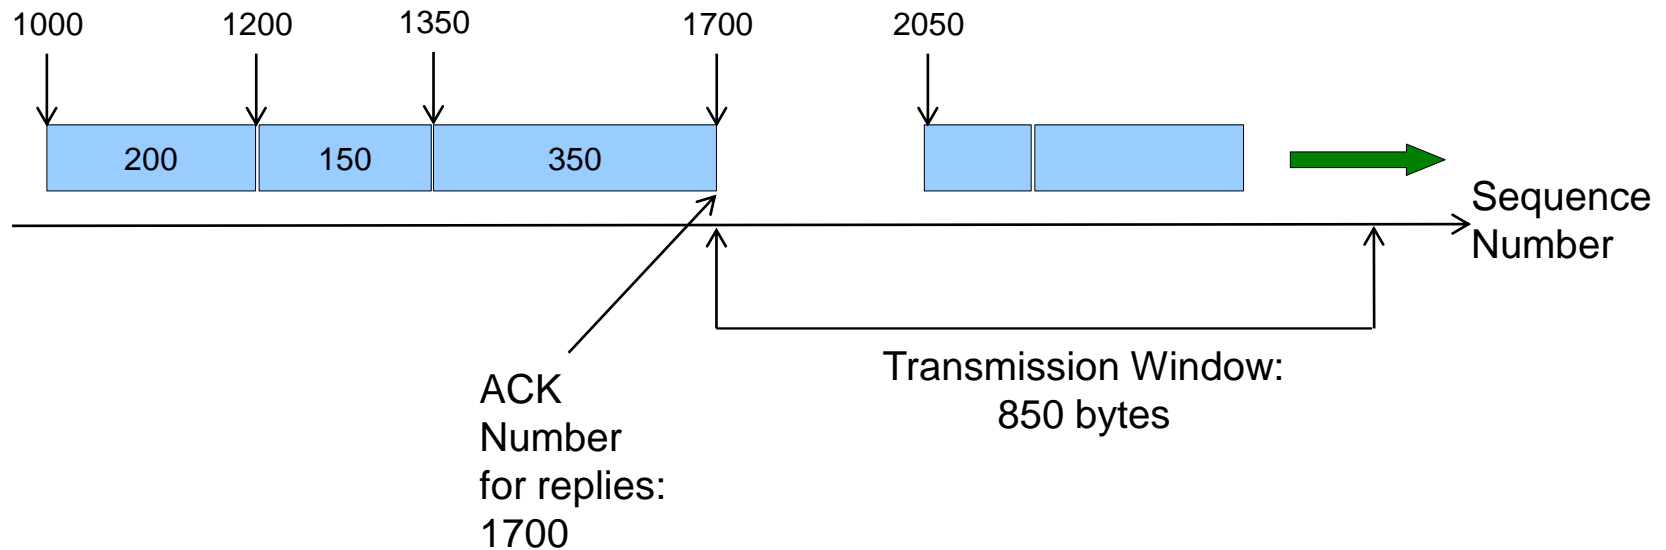 1000
1200
1350
1700
2050
200
150
350
Sequence
Number
Transmission Window:
850 bytes
ACK
Number
for replies:
1700